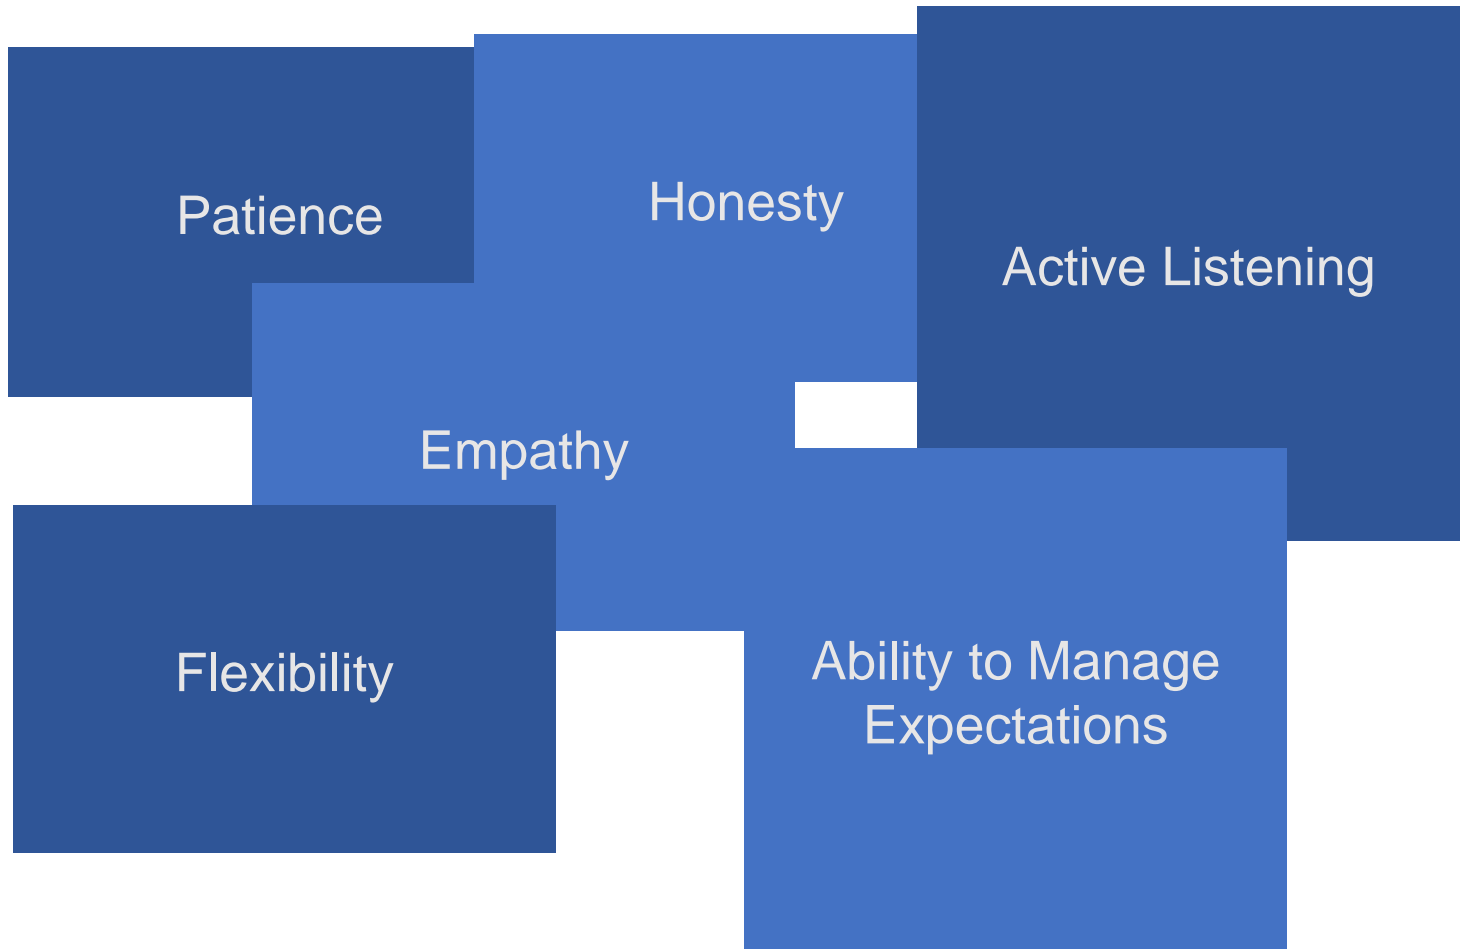 Patience
Honesty
Active Listening
Empathy
Flexibility
Ability to Manage
Expectations